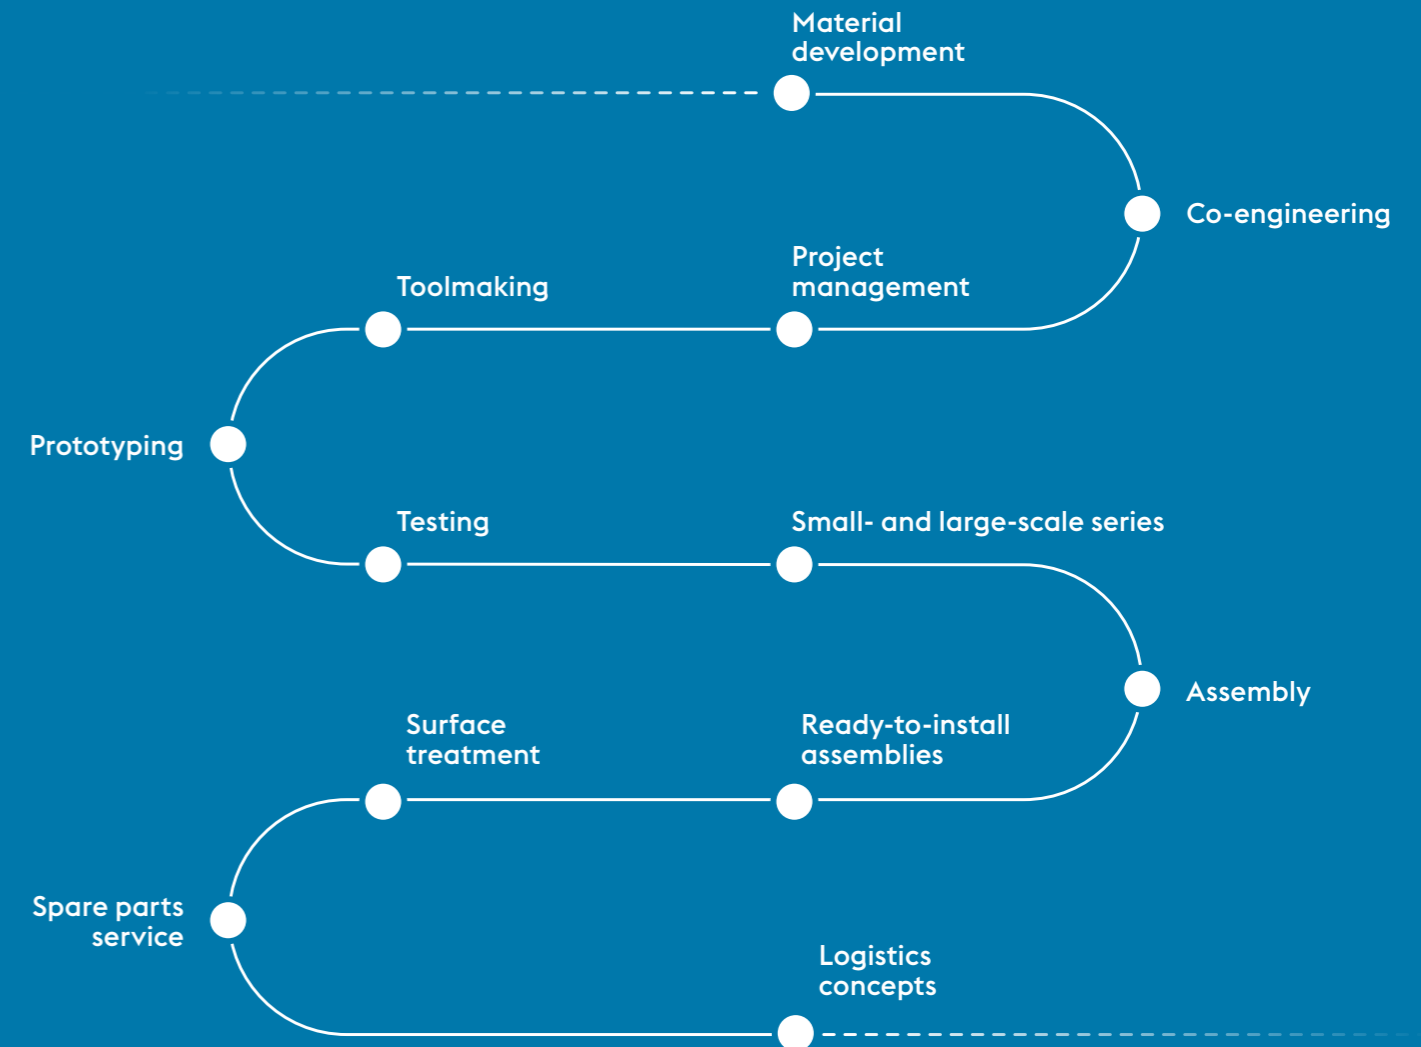 Material
development
Co-engineering
Project
management
Toolmaking
Prototyping
Testing
Small- and large-scale series
Assembly
Ready-to-install
assemblies
Surface
treatment
Spare parts
service
Logistics
concepts